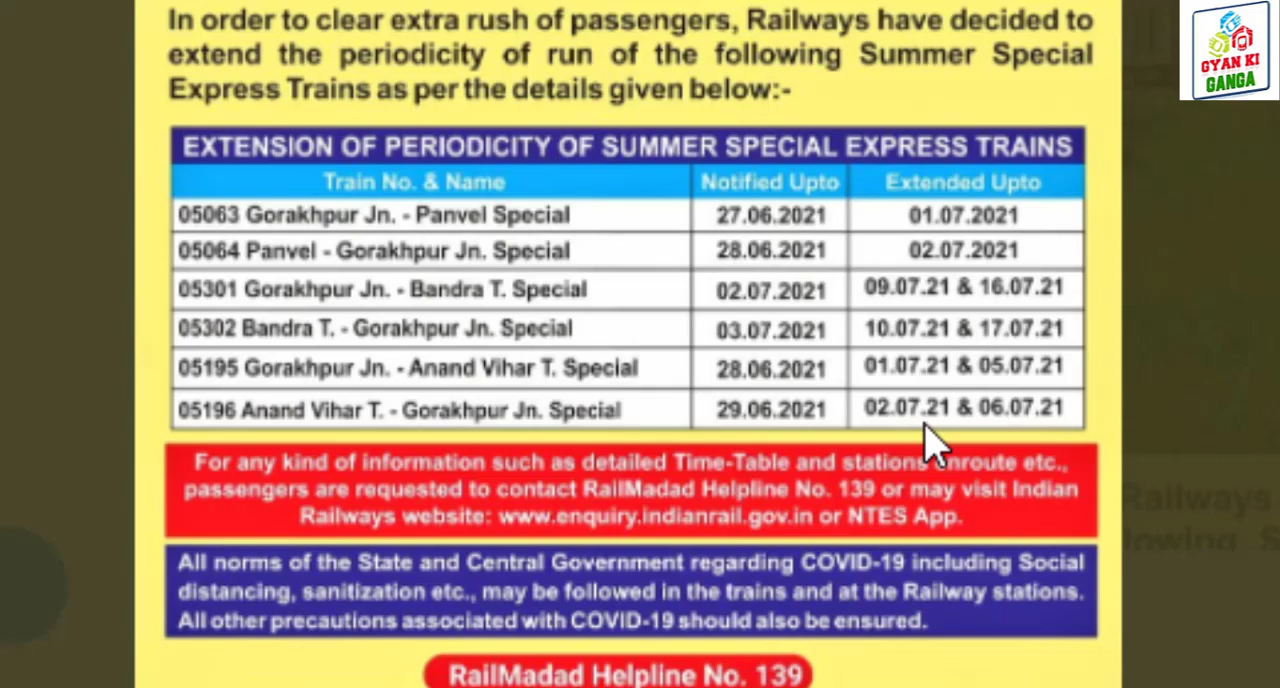 In order to clear extra rush of passengers, Railways have decided to
extend the periodicity of run of the following Summer Special
Express Trains as per the details given below:-
GYAN KI
GANGA
EXTENSION OF PERIODICITY OF SUMMER SPECIAL EXPRESS TRAINS
Train No. & Name Notified Upto Extended Upto
05063 Gorakhpur Jn. - Panvel Special 27.06.2021 01.07.2021
05064 Panvel - Gorakhpur Jn. Special 28.06.2021 02.07.2021
05301 Gorakhpur Jn. - Bandra T. Special 02.07.2021 09.07.21 & 16.07.21
05302 Bandra T. - Gorakhpur Jn. Special 03.07.2021 10.07.21 & 17.07.21
05195 Gorakhpur Jn. - Anand Vihar T. Special 28.06.2021 01.07.21 & 05.07.21
05196 Anand Vihar T. - Gorakhpur Jn. Special 29.06.2021 02.07.21 & 06.07.21
For any kind of information such as detailed Time-Table and stations enroute etc.,
passengers are requested to contact RailMadad Helpline No. 139 or may visit Indian
Railways website: www.enquiry.indianrail.gov.in or NTES App.
All norms of the State and Central Government regarding COVID-19 including Social
distancing, sanitization etc., may be followed in the trains and at the Railway stations.
All other precautions associated with COVID-19 should also be ensured.
RailMadad Helpline No. 139
Railways